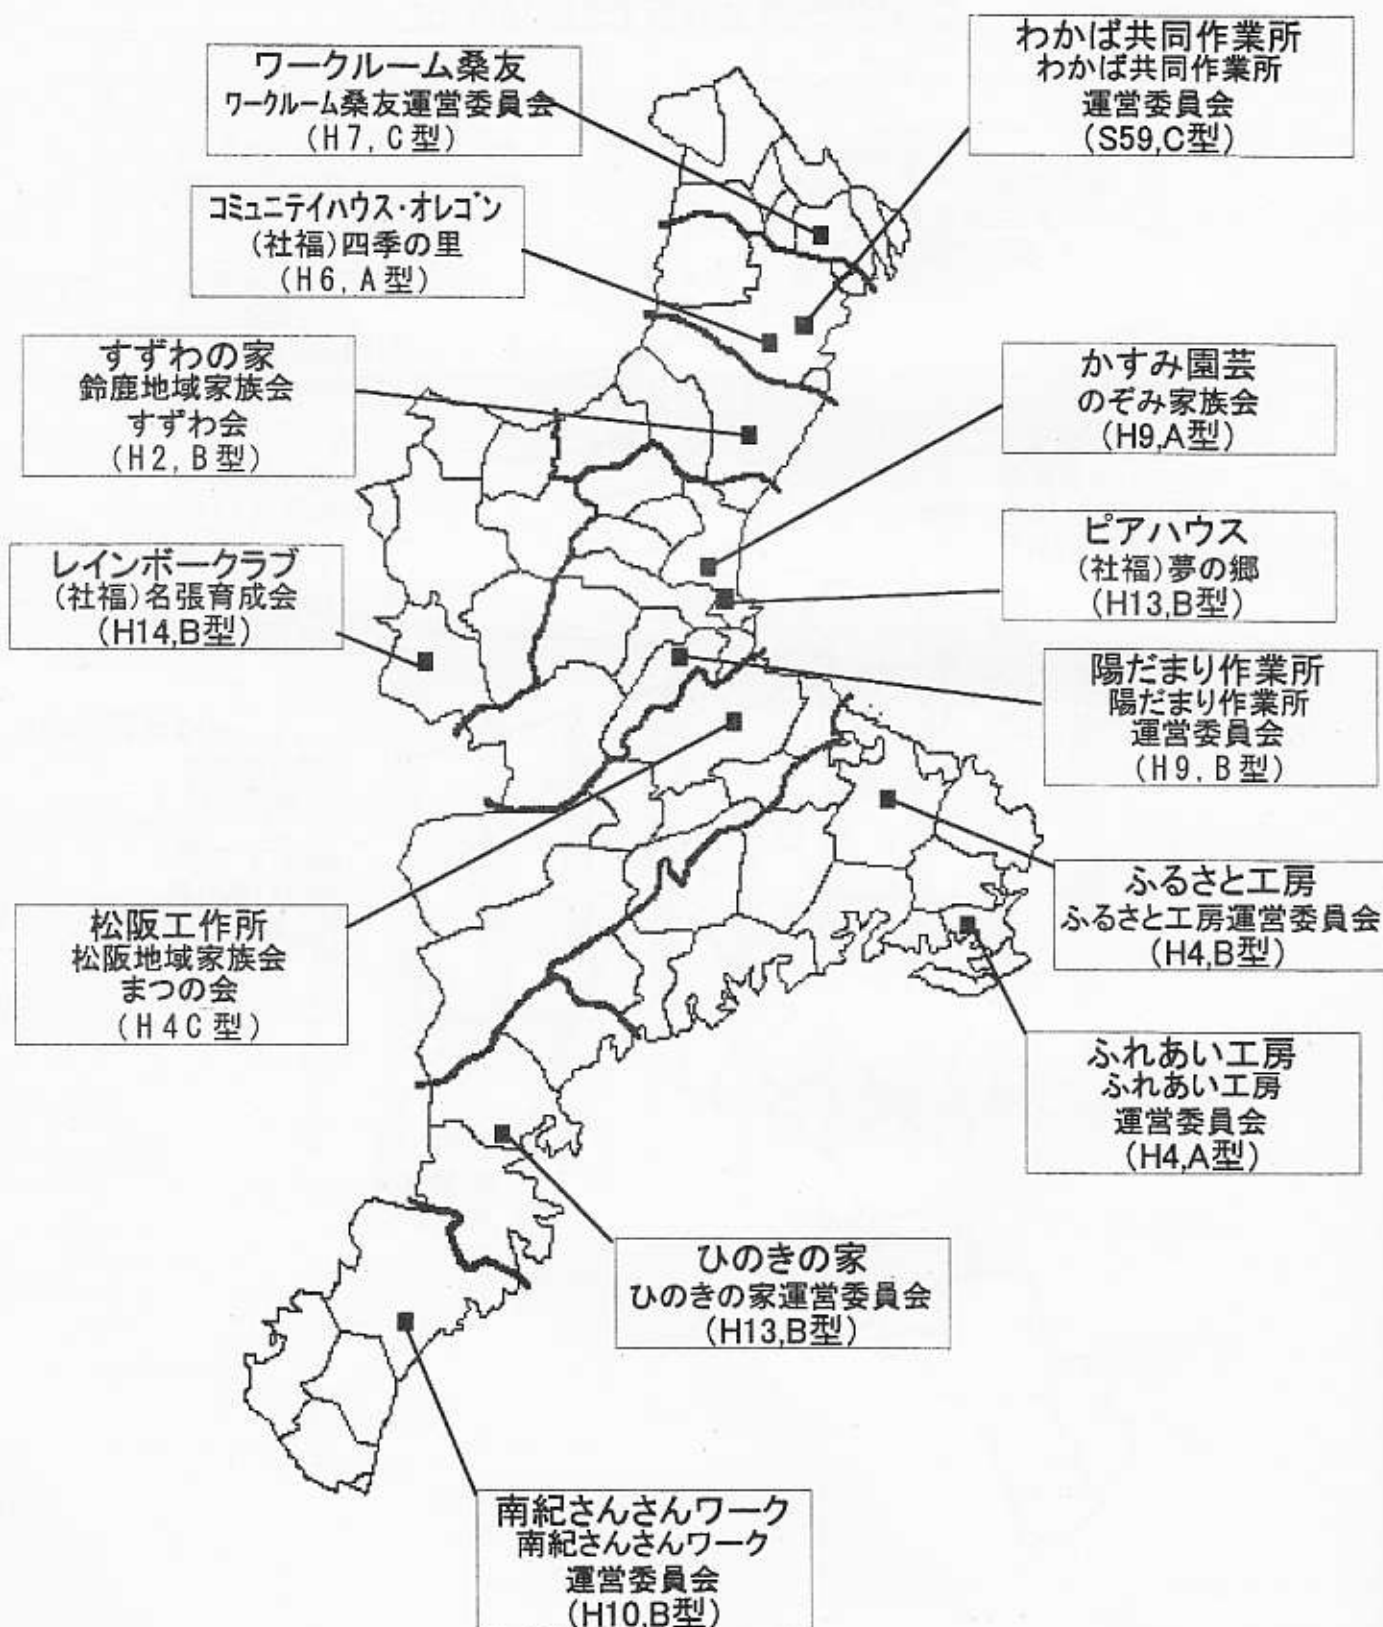 わかば共同作業所
わかば共同作業所
運営委員会
(S59,C型)
ワークルーム桑友
ワークルーム桑友運営委員会
(H7,C型)
コミュニテイハウス・オレゴン
(社福)四季の里
(H6,A型)
すずわの家
鈴鹿地域家族会
すずわ会
(H2,B型)
かすみ園芸
のぞみ家族会
(H9,A型)
ピアハウス
(社福)夢の郷
(H13,B型)
レインボークラブ
(社福)名張育成会
(H14,B型)
陽だまり作業所
陽だまり作業所
運営委員会
(H9,B型)
ふるさと工房
ふるさと工房運営委員会
(H4,B型)
松阪工作所
松阪地域家族会
まつの会
(H4C型)
ふれあい工房
ふれあい工房
運営委員会
(H4,A型)
ひのきの家
ひのきの家運営委員会
(H13,B型)
南紀さんさんワーク
南紀さんさんワーク
運営委員会
(H10,B型)